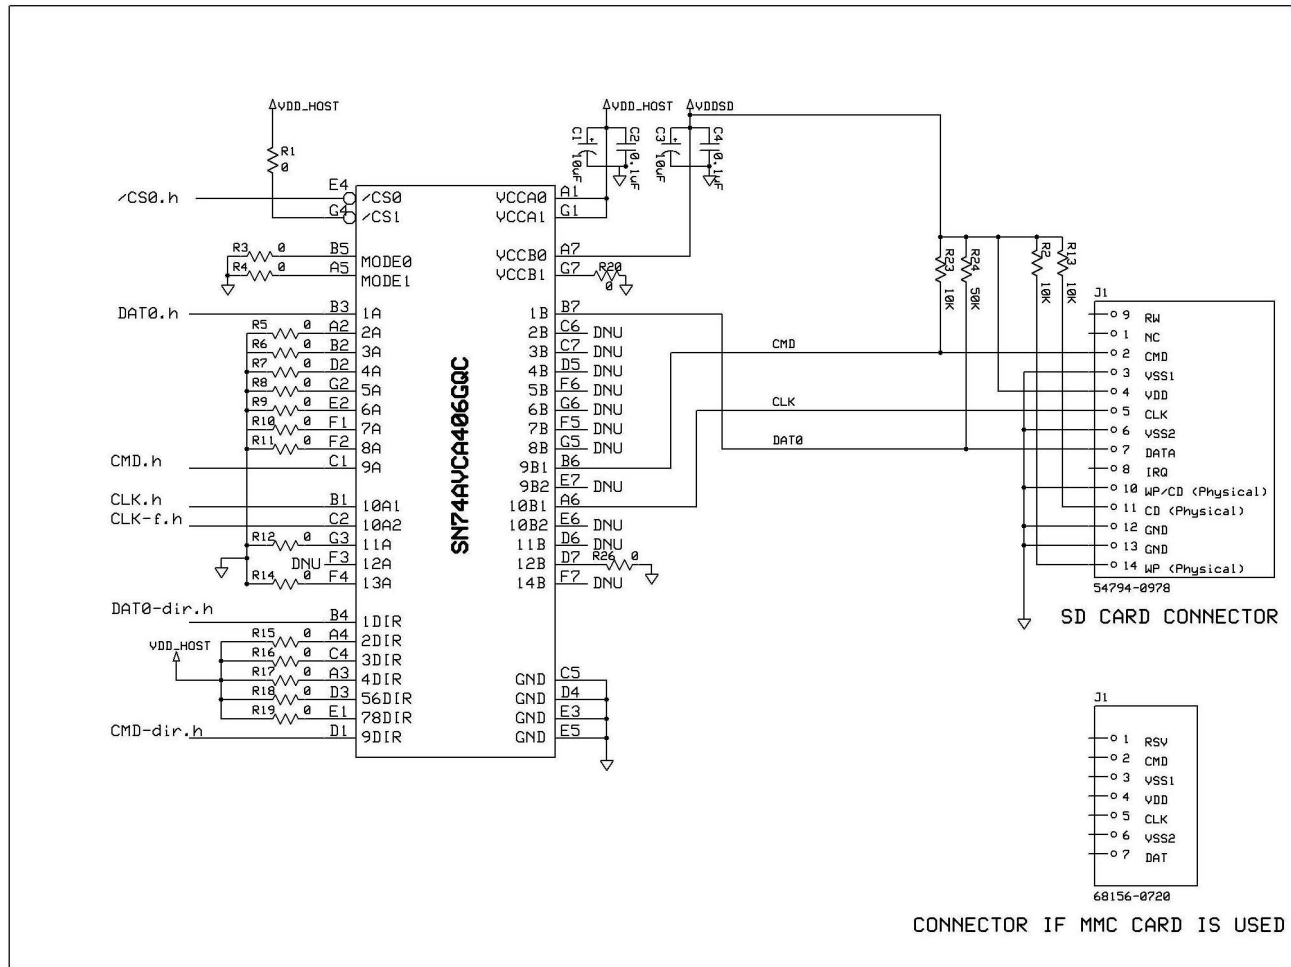 VDD_HOST
VDD_HOST
VDDSD
R1
0
C1
10uF
C2
0.1uF
C3
10uF
C4
0.1uF
/CS0.h
E4
/CS0
G4
/CS1
VCCA0
A1
VCCA1
G1
R3 0
B5
MODE0
R4 0
A5
MODE1
VCCB0
A7
VCCB1
G7
R20
0
R23
10K
R24
50K
R2
10K
R13
10K
DAT0.h
B3
1A
1B
B7
R5 0
A2
2A
2B
C6
DNU
R6 0
B2
3A
3B
C7
DNU
R7 0
D2
4A
4B
D5
DNU
R8 0
G2
5A
5B
F6
DNU
R9 0
E2
6A
6B
G6
DNU
R10 0
F1
7A
7B
F5
DNU
R11 0
F2
8A
8B
G5
DNU
CMD.h
C1
9A
9B1
B6
9B2
E7
DNU
CLK.h
B1
10A1
10B1
A6
CLK-f.h
C2
10A2
10B2
E6
DNU
R12 0
G3
11A
11B
D6
DNU
DNU
F3
12A
12B
D7
R26 0
R14 0
F4
13A
14B
F7
DNU
SN74AVCA406GQC
DAT0-dir.h
B4
1DIR
VDD_HOST
R15 0
A4
2DIR
R16 0
C4
3DIR
R17 0
A3
4DIR
R18 0
D3
56DIR
R19 0
E1
78DIR
CMD-dir.h
D1
9DIR
GND
C5
GND
D4
GND
E3
GND
E5
CMD
CLK
DAT0
J1
9 RW
1 NC
2 CMD
3 VSS1
4 VDD
5 CLK
6 VSS2
7 DATA
8 IRQ
10 WP/CD (Physical)
11 CD (Physical)
12 GND
13 GND
14 WP (Physical)
54794-0978
SD CARD CONNECTOR
J1
1 RSV
2 CMD
3 VSS1
4 VDD
5 CLK
6 VSS2
7 DAT
68156-0720
CONNECTOR IF MMC CARD IS USED